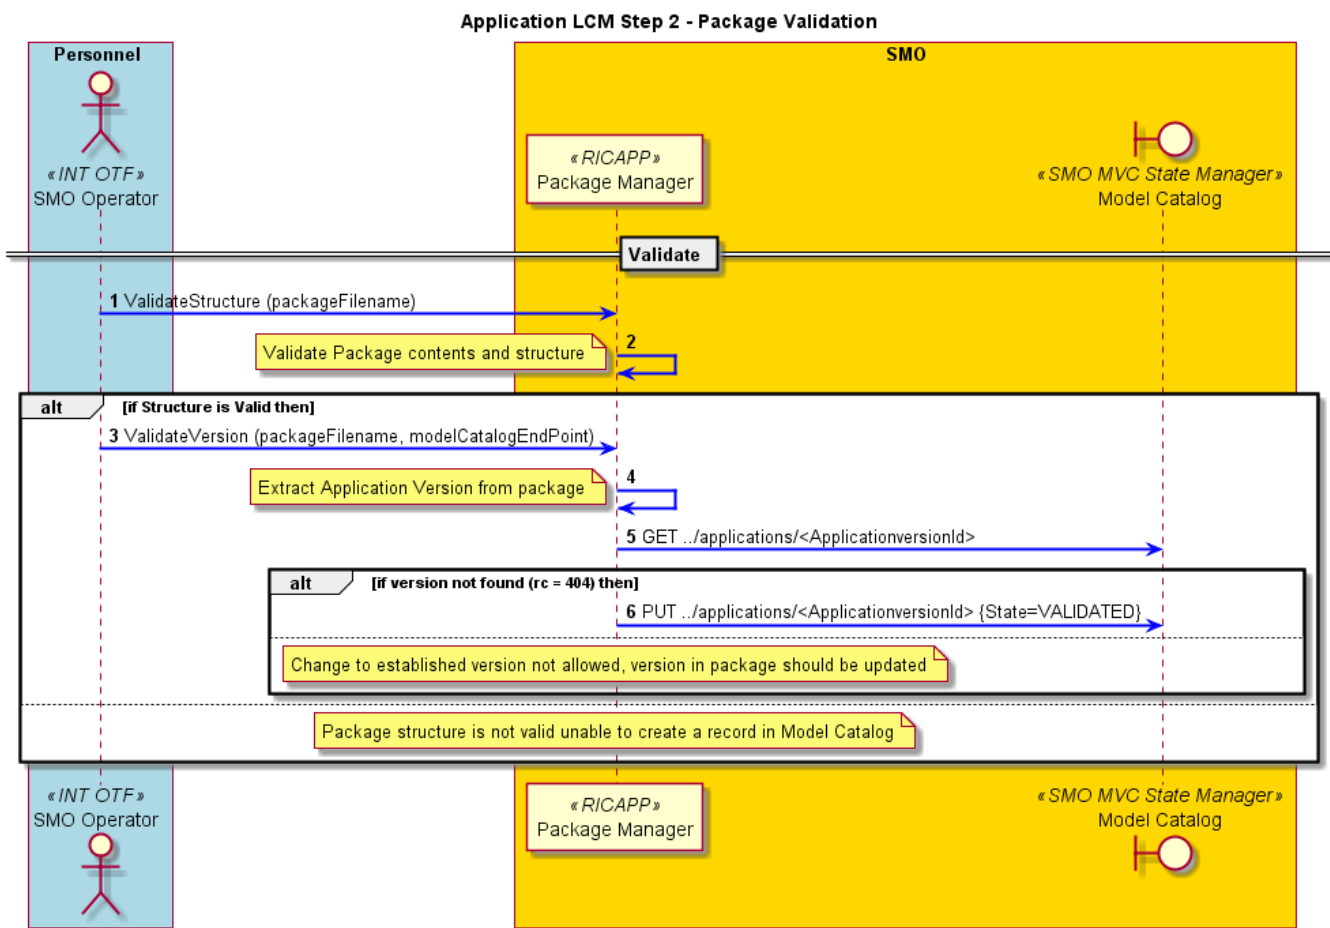 Application LCM Step 2 - Package Validation
Personnel
SMO
«INT OTF»
SMO Operator
«RICAPP»
Package Manager
«SMO MVC State Manager»
Model Catalog
Validate
1 ValidateStructure (packageFilename)
Validate Package contents and structure
2
alt [if Structure is Valid then]
3 ValidateVersion (packageFilename, modelCatalogEndPoint)
Extract Application Version from package
4
5 GET ../applications/<ApplicationversionId>
alt [if version not found (rc = 404) then]
6 PUT ../applications/<ApplicationversionId> {State=VALIDATED}
Change to established version not allowed, version in package should be updated
Package structure is not valid unable to create a record in Model Catalog
«INT OTF»
SMO Operator
«RICAPP»
Package Manager
«SMO MVC State Manager»
Model Catalog